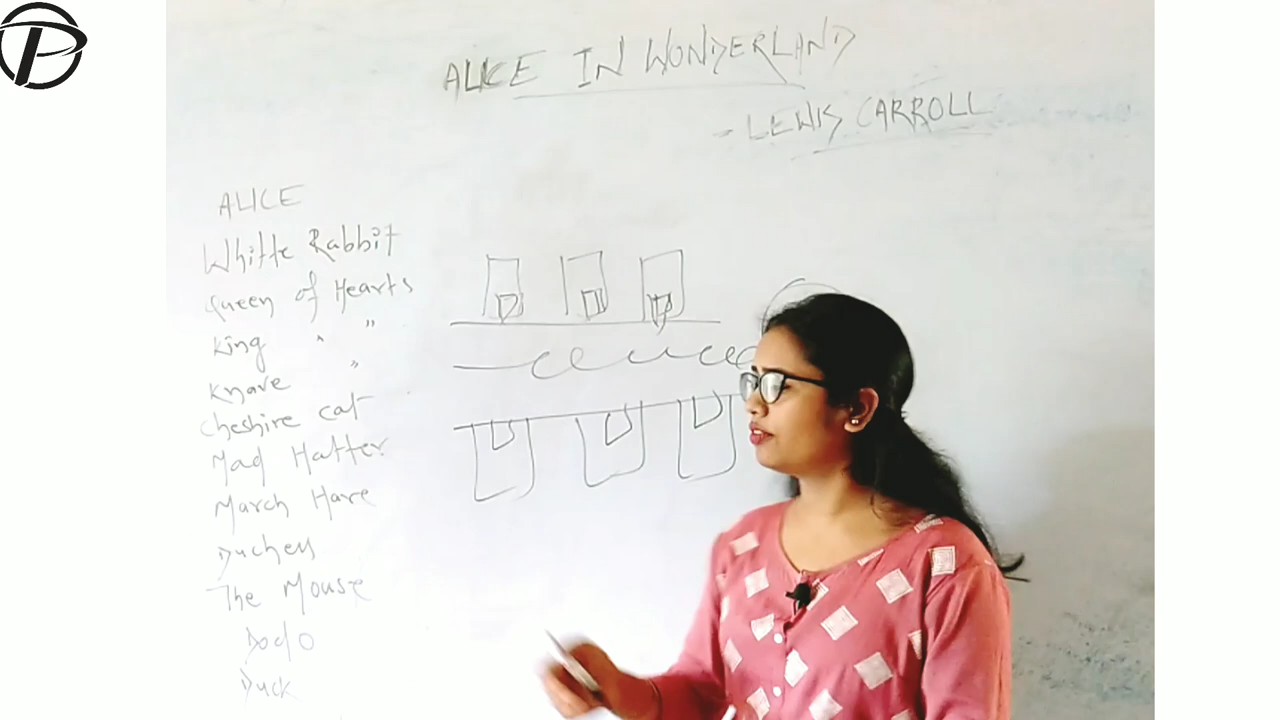 P
ALICE IN WONDERLAND
- LEWIS CARROLL
ALICE
White Rabbit
Queen of Hearts
King " "
Knave "
Cheshire cat
Mad Hatter
March Hare
Duchess
The Mouse
Dodo
Duck